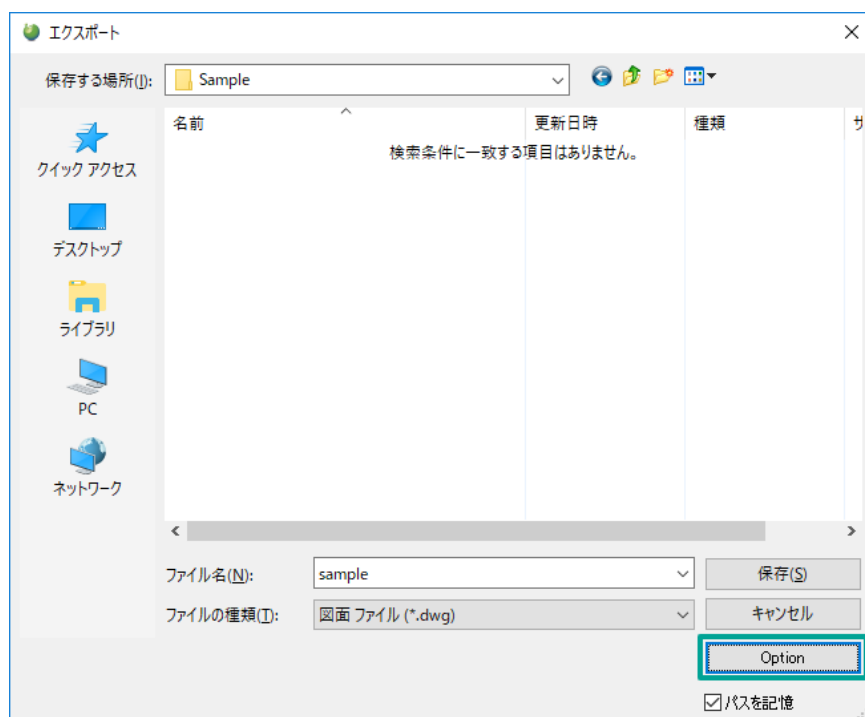 エクスポート
保存する場所(I): Sample
名前 更新日時 種類 サ
検索条件に一致する項目はありません。
クイック アクセス
デスクトップ
ライブラリ
PC
ネットワーク
ファイル名(N): sample 保存(S)
ファイルの種類(T): 図面 ファイル (*.dwg) キャンセル
Option
パスを記憶